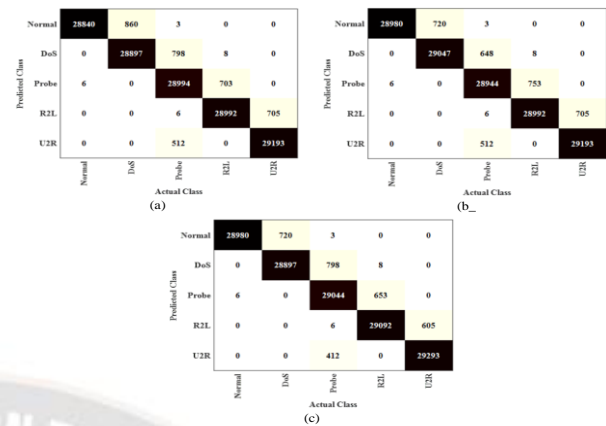 Normal 28840 860 3 0 0
DoS 0 28897 798 8 0
Probe 6 0 28994 703 0
R2L 0 0 6 28992 705
U2R 0 0 512 0 29193
Predicted Class
Normal DoS Probe R2L U2R
Actual Class
(a)
Normal 28980 720 3 0 0
DoS 0 29047 648 8 0
Probe 6 0 28944 753 0
R2L 0 0 6 28992 705
U2R 0 0 512 0 29193
Predicted Class
Normal DoS Probe R2L U2R
Actual Class
(b_
Normal 28980 720 3 0 0
DoS 0 28897 798 8 0
Probe 6 0 29044 653 0
R2L 0 0 6 29092 605
U2R 0 0 412 0 29293
Predicted Class
Normal DoS Probe R2L U2R
Actual Class
(c)